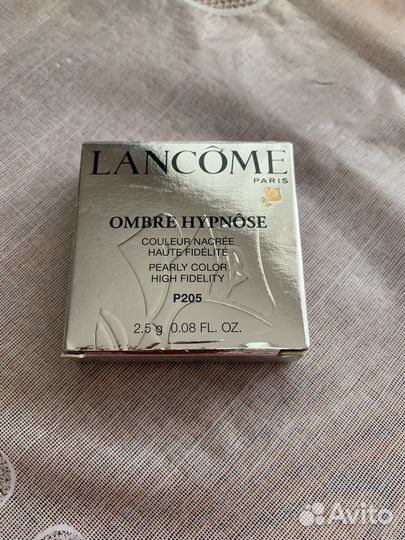 LANCÔME
PARIS
OMBRE HYPNÔSE
COULEUR NACRÉE
HAUTE FIDÉLITÉ
PEARLY COLOR
HIGH FIDELITY
P205
2.5 g 0.08 FL. OZ.
Avito